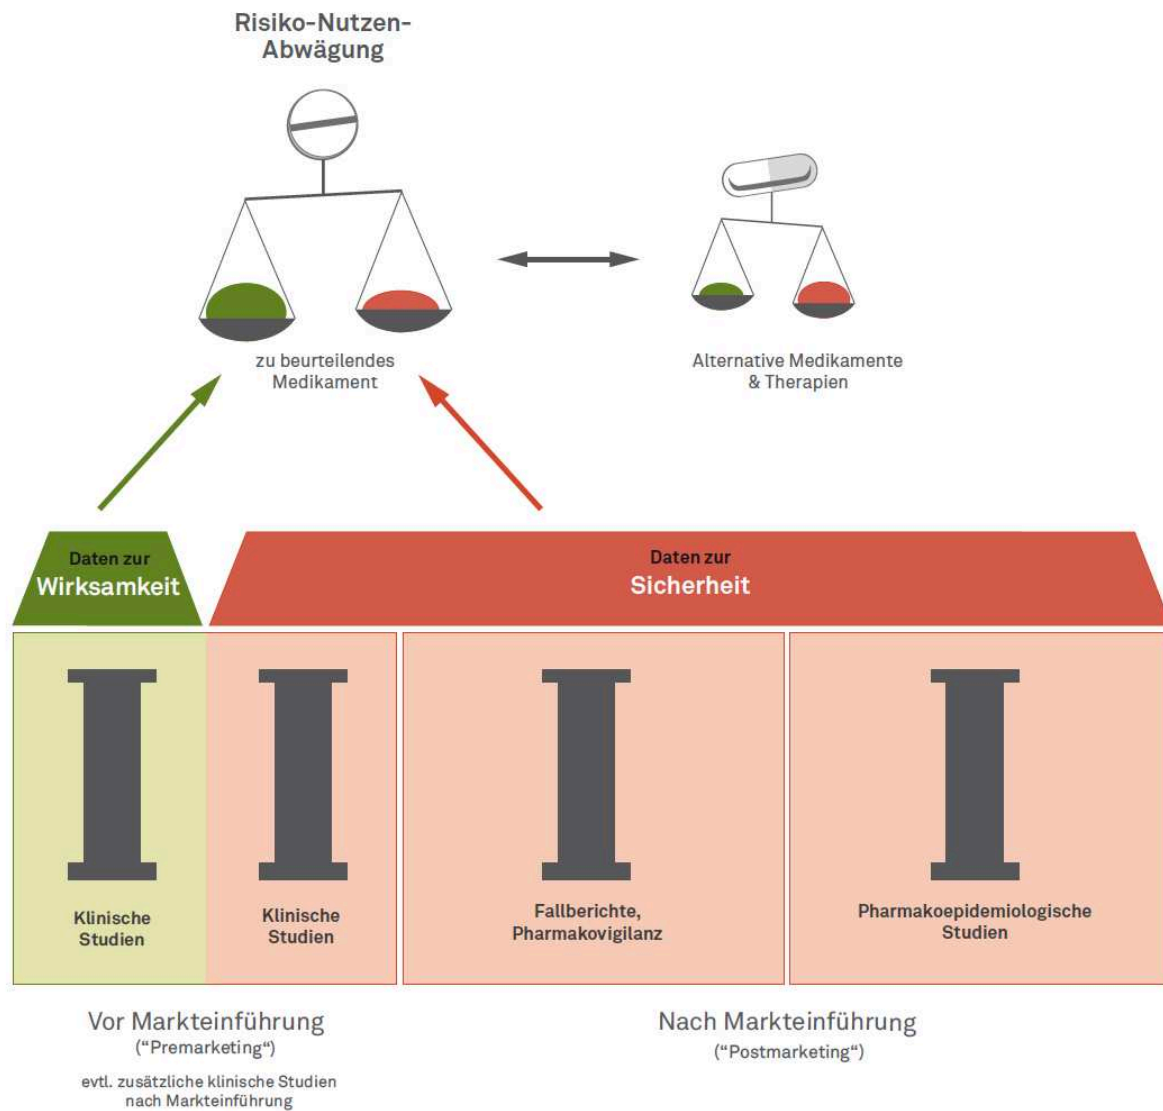 Risiko-Nutzen-
Abwägung
zu beurteilendes
Medikament
Alternative Medikamente
& Therapien
Daten zur
Wirksamkeit
Daten zur
Sicherheit
Klinische
Studien
Klinische
Studien
Fallberichte,
Pharmakovigilanz
Pharmakoepidemiologische
Studien
Vor Markteinführung
("Premarketing“)
evtl. zusätzliche klinische Studien
nach Markteinführung
Nach Markteinführung
("Postmarketing“)